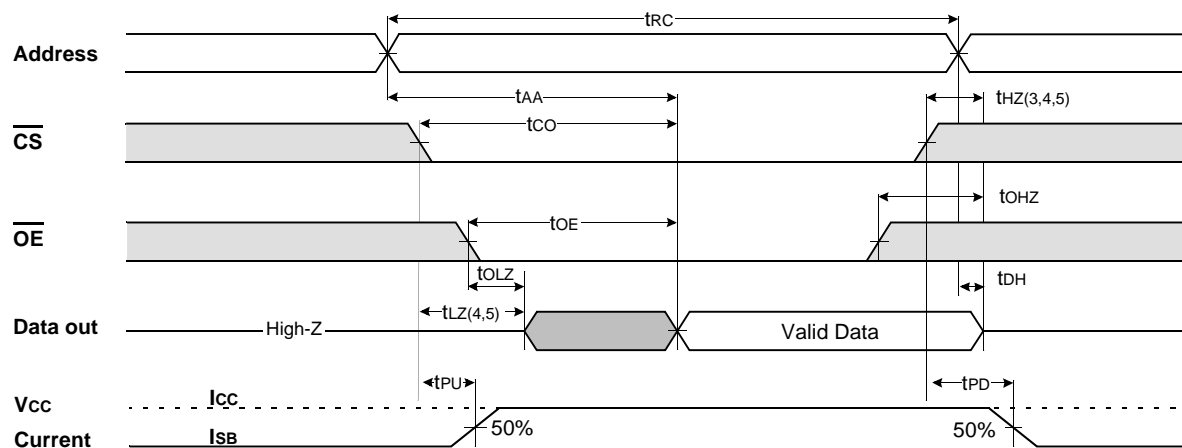 tRC
Address
tAA
tHZ(3,4,5)
tCO
CS
tOHZ
OE
tOE
tOLZ
tDH
tLZ(4,5)
Data out
High-Z
Valid Data
tPU
tPD
VCC
ICC
50%
50%
Current
ISB